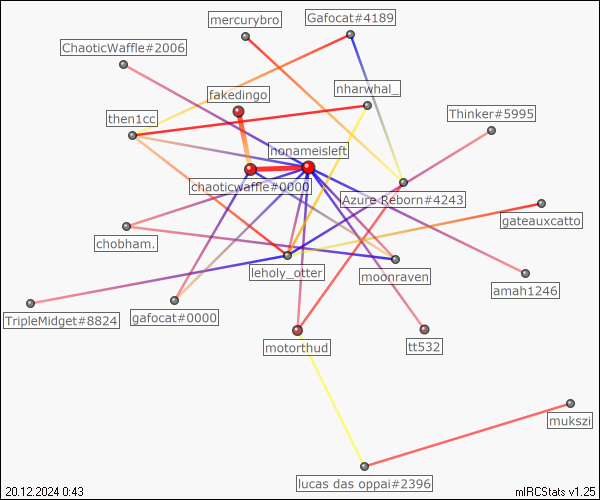 mercurybro
Gafocat#4189
ChaoticWaffle#2006
nharwhal_
fakedingo
Thinker#5995
then1cc
nonameisleft
chaoticwaffle#0000
Azure Reborn#4243
gateauxcatto
chobham.
leholy_otter
moonraven
amah1246
TripleMidget#8824
gafocat#0000
motorthud
tt532
mukszi
lucas das oppai#2396
20.12.2024 0:43
mIRCStats v1.25